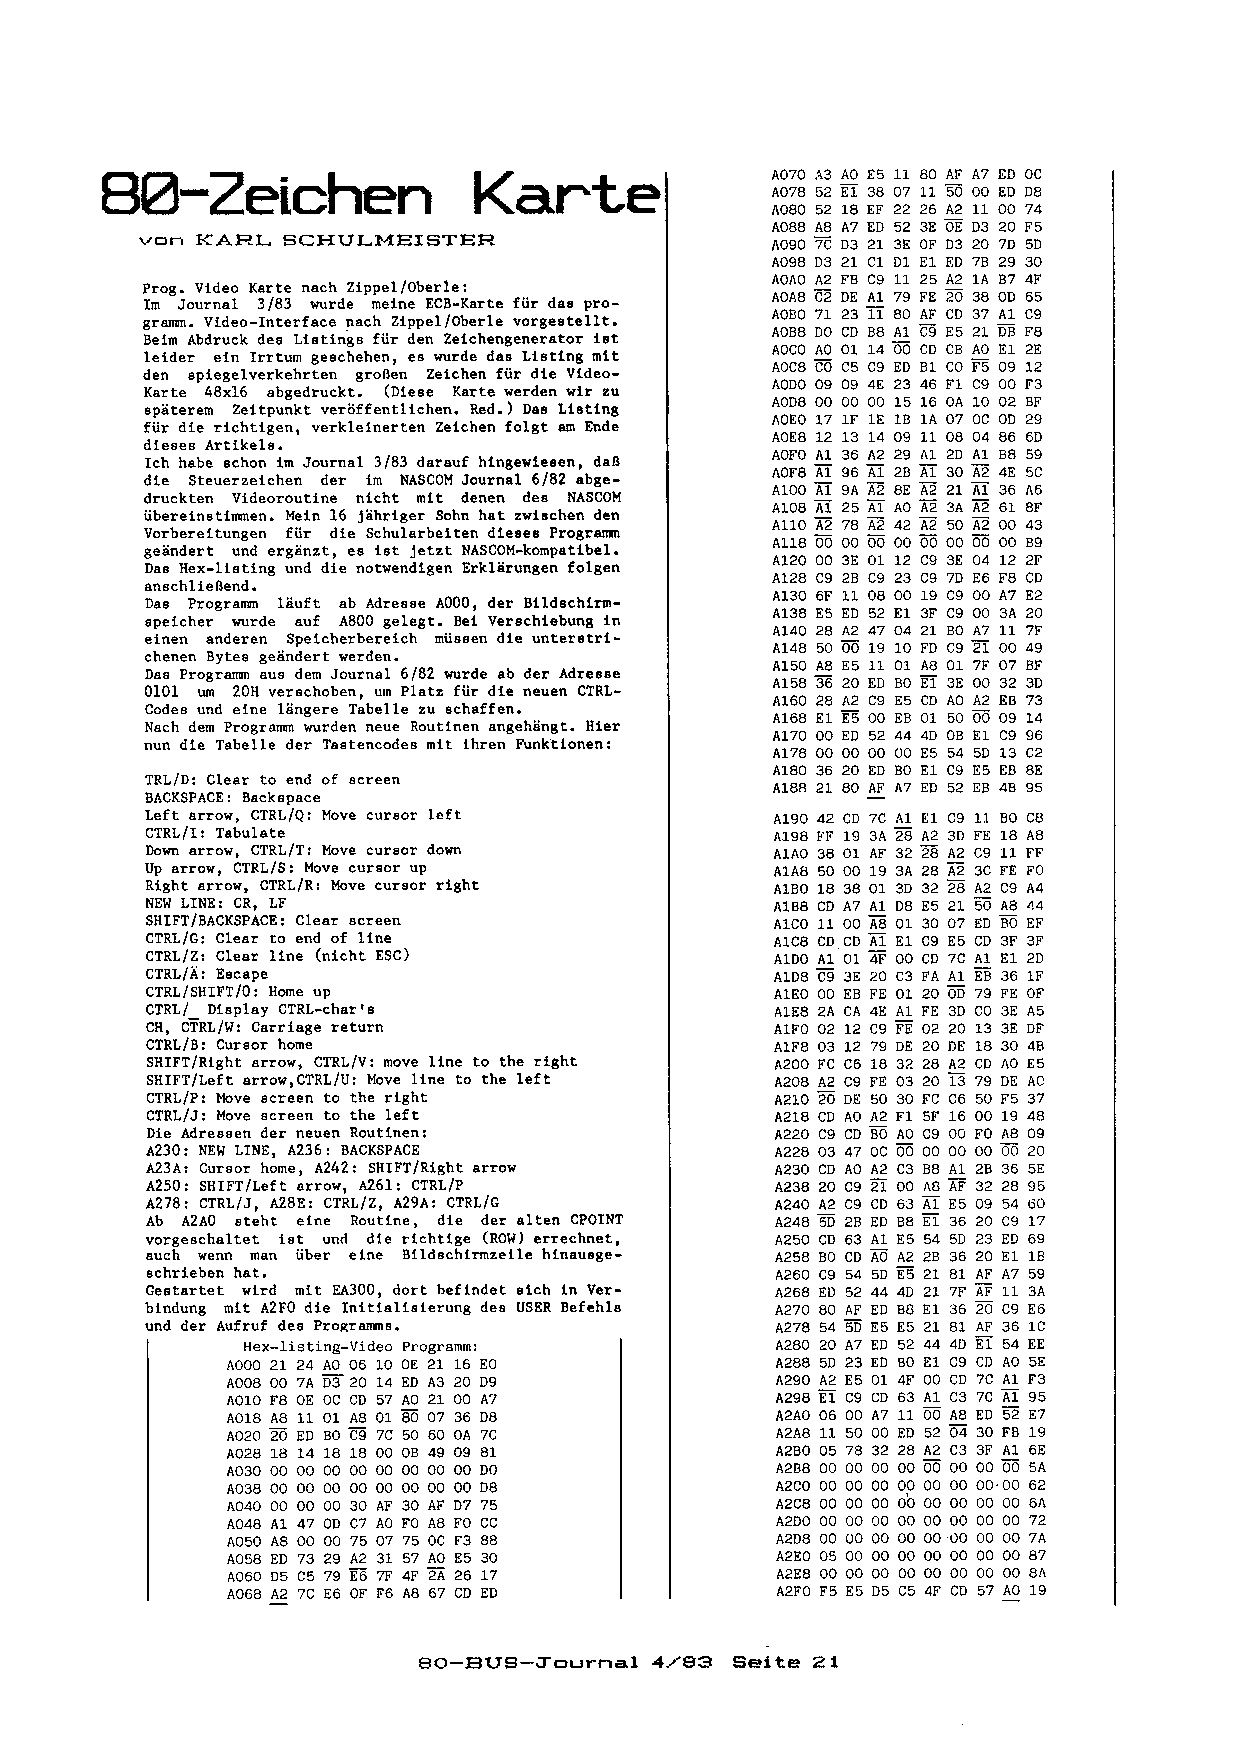 80-Zeichen Karte
von KARL SCHULMEISTER
Prog. Video Karte nach Zippel/Oberle:
Im Journal 3/83 wurde meine ECB-Karte für das pro-
gramm. Video-Interface nach Zippel/Oberle vorgestellt.
Beim Abdruck des Listings für den Zeichengenerator ist
leider ein Irrtum geschehen, es wurde das Listing mit
den spiegelverkehrten großen Zeichen für die Video-
Karte 48x16 abgedruckt. (Diese Karte werden wir zu
späterem Zeitpunkt veröffentlichen. Red.) Das Listing
für die richtigen, verkleinerten Zeichen folgt am Ende
dieses Artikels.
Ich habe schon im Journal 3/83 darauf hingewiesen, daß
die Steuerzeichen der im NASCOM Journal 6/82 abge-
druckten Videoroutine nicht mit denen des NASCOM
übereinstimmen. Mein 16 jähriger Sohn hat zwischen den
Vorbereitungen für die Schularbeiten dieses Programm
geändert und ergänzt, es ist jetzt NASCOM-kompatibel.
Das Hex-listing und die notwendigen Erklärungen folgen
anschließend.
Das Programm läuft ab Adresse A000, der Bildschirm-
speicher wurde auf A800 gelegt. Bei Verschiebung in
einen anderen Speicherbereich müssen die unterstri-
chenen Bytes geändert werden.
Das Programm aus dem Journal 6/82 wurde ab der Adresse
0101 um 20H verschoben, um Platz für die neuen CTRL-
Codes und eine längere Tabelle zu schaffen.
Nach dem Programm wurden neue Routinen angehängt. Hier
nun die Tabelle der Tastencodes mit ihren Funktionen:
TRL/D: Clear to end of screen
BACKSPACE: Backspace
Left arrow, CTRL/Q: Move cursor left
CTRL/I: Tabulate
Down arrow, CTRL/T: Move cursor down
Up arrow, CTRL/S: Move cursor up
Right arrow, CTRL/R: Move cursor right
NEW LINE: CR, LF
SHIFT/BACKSPACE: Clear screen
CTRL/G: Clear to end of line
CTRL/Z: Clear line (nicht ESC)
CTRL/Ä: Escape
CTRL/SHIFT/O: Home up
CTRL/_ Display CTRL-char's
CH, CTRL/W: Carriage return
CTRL/B: Cursor home
SHIFT/Right arrow, CTRL/V: move line to the right
SHIFT/Left arrow,CTRL/U: Move line to the left
CTRL/P: Move screen to the right
CTRL/J: Move screen to the left
Die Adressen der neuen Routinen:
A230: NEW LINE, A236: BACKSPACE
A23A: Cursor home, A242: SHIFT/Right arrow
A250: SHIFT/Left arrow, A261: CTRL/P
A278: CTRL/J, A28E: CTRL/Z, A29A: CTRL/G
Ab A2A0 steht eine Routine, die der alten CPOINT
vorgeschaltet ist und die richtige (ROW) errechnet,
auch wenn man über eine Bildschirmzeile hinausge-
schrieben hat.
Gestartet wird mit EA300, dort befindet sich in Ver-
bindung mit A2F0 die Initialisierung des USER Befehls
und der Aufruf des Programms.
Hex-listing-Video Programm:
A000 21 24 A0 06 10 0E 21 16 E0
A008 00 7A D3 20 14 ED A3 20 D9
A010 F8 0E 0C CD 57 A0 21 00 A7
A018 A8 11 01 A8 01 80 07 36 D8
A020 20 ED B0 C9 7C 50 60 0A 7C
A028 18 14 18 18 00 0B 49 09 81
A030 00 00 00 00 00 00 00 00 D0
A038 00 00 00 00 00 00 00 00 D8
A040 00 00 00 30 AF 30 AF D7 75
A048 A1 47 0D C7 A0 F0 A8 F0 CC
A050 A8 00 00 75 07 75 0C F3 88
A058 ED 73 29 A2 31 57 A0 E5 30
A060 D5 C5 79 E6 7F 4F 2A 26 17
A068 A2 7C E6 0F F6 A8 67 CD ED
A070 A3 A0 E5 11 80 AF A7 ED 0C
A078 52 E1 38 07 11 50 00 ED D8
A080 52 18 EF 22 26 A2 11 00 74
A088 A8 A7 ED 52 3E 0E D3 20 F5
A090 7C D3 21 3E 0F D3 20 7D 5D
A098 D3 21 C1 D1 E1 ED 7B 29 30
A0A0 A2 FB C9 11 25 A2 1A B7 4F
A0A8 C2 DE A1 79 FE 20 38 0D 65
A0B0 71 23 11 80 AF CD 37 A1 C9
A0B8 D0 CD B8 A1 C9 E5 21 DB F8
A0C0 A0 01 14 00 CD CB A0 E1 2E
A0C8 C0 C5 C9 ED B1 C0 F5 09 12
A0D0 09 09 4E 23 46 F1 C9 00 F3
A0D8 00 00 00 15 16 0A 10 02 BF
A0E0 17 1F 1E 1B 1A 07 0C 0D 29
A0E8 12 13 14 09 11 08 04 86 6D
A0F0 A1 36 A2 29 A1 2D A1 B8 59
A0F8 A1 96 A1 2B A1 30 A2 4E 5C
A100 A1 9A A2 8E A2 21 A1 36 A6
A108 A1 25 A1 A0 A2 3A A2 61 8F
A110 A2 78 A2 42 A2 50 A2 00 43
A118 00 00 00 00 00 00 00 00 B9
A120 00 3E 01 12 C9 3E 04 12 2F
A128 C9 2B C9 23 C9 7D E6 F8 CD
A130 6F 11 08 00 19 C9 00 A7 E2
A138 E5 ED 52 E1 3F C9 00 3A 20
A140 28 A2 47 04 21 B0 A7 11 7F
A148 50 00 19 10 FD C9 21 00 49
A150 A8 E5 11 01 A8 01 7F 07 BF
A158 36 20 ED B0 E1 3E 00 32 3D
A160 28 A2 C9 E5 CD A0 A2 EB 73
A168 E1 E5 00 EB 01 50 00 09 14
A170 00 ED 52 44 4D 0B E1 C9 96
A178 00 00 00 00 E5 54 5D 13 C2
A180 36 20 ED B0 E1 C9 E5 EB 8E
A188 21 80 AF A7 ED 52 EB 4B 95
A190 42 CD 7C A1 E1 C9 11 B0 C8
A198 FF 19 3A 28 A2 3D FE 18 A8
A1A0 38 01 AF 32 28 A2 C9 11 FF
A1A8 50 00 19 3A 28 A2 3C FE F0
A1B0 18 38 01 3D 32 28 A2 C9 A4
A1B8 CD A7 A1 D8 E5 21 50 A8 44
A1C0 11 00 A8 01 30 07 ED B0 EF
A1C8 CD CD A1 E1 C9 E5 CD 3F 3F
A1D0 A1 01 4F 00 CD 7C A1 E1 2D
A1D8 C9 3E 20 C3 FA A1 EB 36 1F
A1E0 00 EB FE 01 20 0D 79 FE 0F
A1E8 2A CA 4E A1 FE 3D C0 3E A5
A1F0 02 12 C9 FE 02 20 13 3E DF
A1F8 03 12 79 DE 20 DE 18 30 4B
A200 FC C6 18 32 28 A2 CD A0 E5
A208 A2 C9 FE 03 20 13 79 DE AC
A210 20 DE 50 30 FC C6 50 F5 37
A218 CD A0 A2 F1 5F 16 00 19 48
A220 C9 CD B0 A0 C9 00 F0 A8 09
A228 03 47 0C 00 00 00 00 00 20
A230 CD A0 A2 C3 B8 A1 2B 36 5E
A238 20 C9 21 00 A8 AF 32 28 95
A240 A2 C9 CD 63 A1 E5 09 54 60
A248 5D 2B ED B8 E1 36 20 C9 17
A250 CD 63 A1 E5 54 5D 23 ED 69
A258 B0 CD A0 A2 2B 36 20 E1 1B
A260 C9 54 5D E5 21 81 AF A7 59
A268 ED 52 44 4D 21 7F AF 11 3A
A270 80 AF ED B8 E1 36 20 C9 E6
A278 54 5D E5 E5 21 81 AF 36 1C
A280 20 A7 ED 52 44 4D E1 54 EE
A288 5D 23 ED B0 E1 C9 CD A0 5E
A290 A2 E5 01 4F 00 CD 7C A1 F3
A298 E1 C9 CD 63 A1 C3 7C A1 95
A2A0 06 00 A7 11 00 A8 ED 52 E7
A2A8 11 50 00 ED 52 04 30 FB 19
A2B0 05 78 32 28 A2 C3 3F A1 6E
A2B8 00 00 00 00 00 00 00 00 5A
A2C0 00 00 00 00 00 00 00 00 62
A2C8 00 00 00 00 00 00 00 00 6A
A2D0 00 00 00 00 00 00 00 00 72
A2D8 00 00 00 00 00 00 00 00 7A
A2E0 05 00 00 00 00 00 00 00 87
A2E8 00 00 00 00 00 00 00 00 8A
A2F0 F5 E5 D5 C5 4F CD 57 A0 19
80-BUS-Journal 4/83 Seite 21